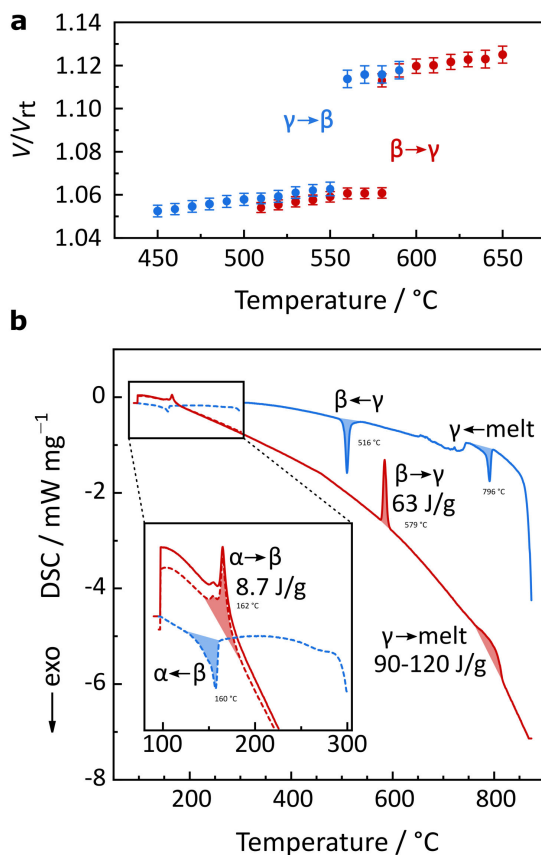 a
1.14
1.12
1.10
1.08
1.06
1.04
V/Vrt
γ→β
β→γ
450 500 550 600 650
Temperature / °C
b
0
-2
-4
-6
-8
DSC / mW mg⁻¹
← exo
β←γ
516 °C
γ←melt
796 °C
β→γ
63 J/g
579 °C
γ→melt
90-120 J/g
α→β
8.7 J/g
162 °C
α←β
160 °C
100 200 300
200 400 600 800
Temperature / °C